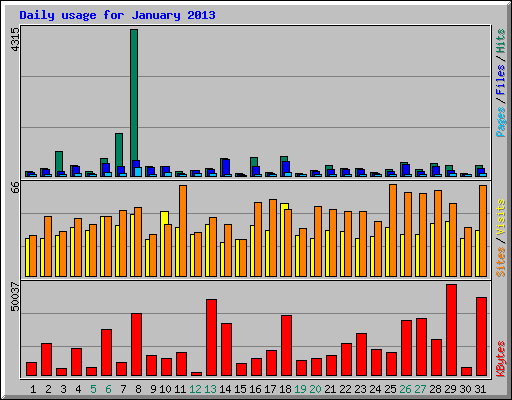 Daily usage for January 2013
4315
Pages / Files / Hits
66
Sites / Visits
50037
KBytes
1 2 3 4 5 6 7 8 9 10 11 12 13 14 15 16 17 18 19 20 21 22 23 24 25 26 27 28 29 30 31